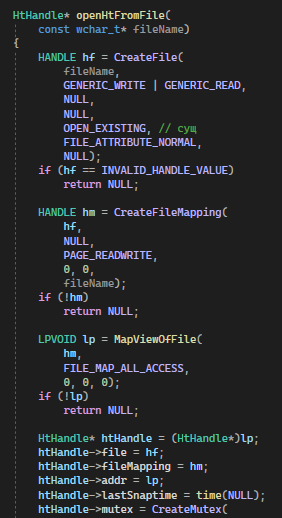 HtHandle* openHtFromFile(
    const wchar_t* fileName)
{
    HANDLE hf = CreateFile(
        fileName,
        GENERIC_WRITE | GENERIC_READ,
        NULL,
        NULL,
        OPEN_EXISTING, // сущ
        FILE_ATTRIBUTE_NORMAL,
        NULL);
    if (hf == INVALID_HANDLE_VALUE)
        return NULL;

    HANDLE hm = CreateFileMapping(
        hf,
        NULL,
        PAGE_READWRITE,
        0, 0,
        fileName);
    if (!hm)
        return NULL;

    LPVOID lp = MapViewOfFile(
        hm,
        FILE_MAP_ALL_ACCESS,
        0, 0, 0);
    if (!lp)
        return NULL;

    HtHandle* htHandle = (HtHandle*)lp;
    htHandle->file = hf;
    htHandle->fileMapping = hm;
    htHandle->addr = lp;
    htHandle->lastSnaptime = time(NULL);
    htHandle->mutex = CreateMutex(